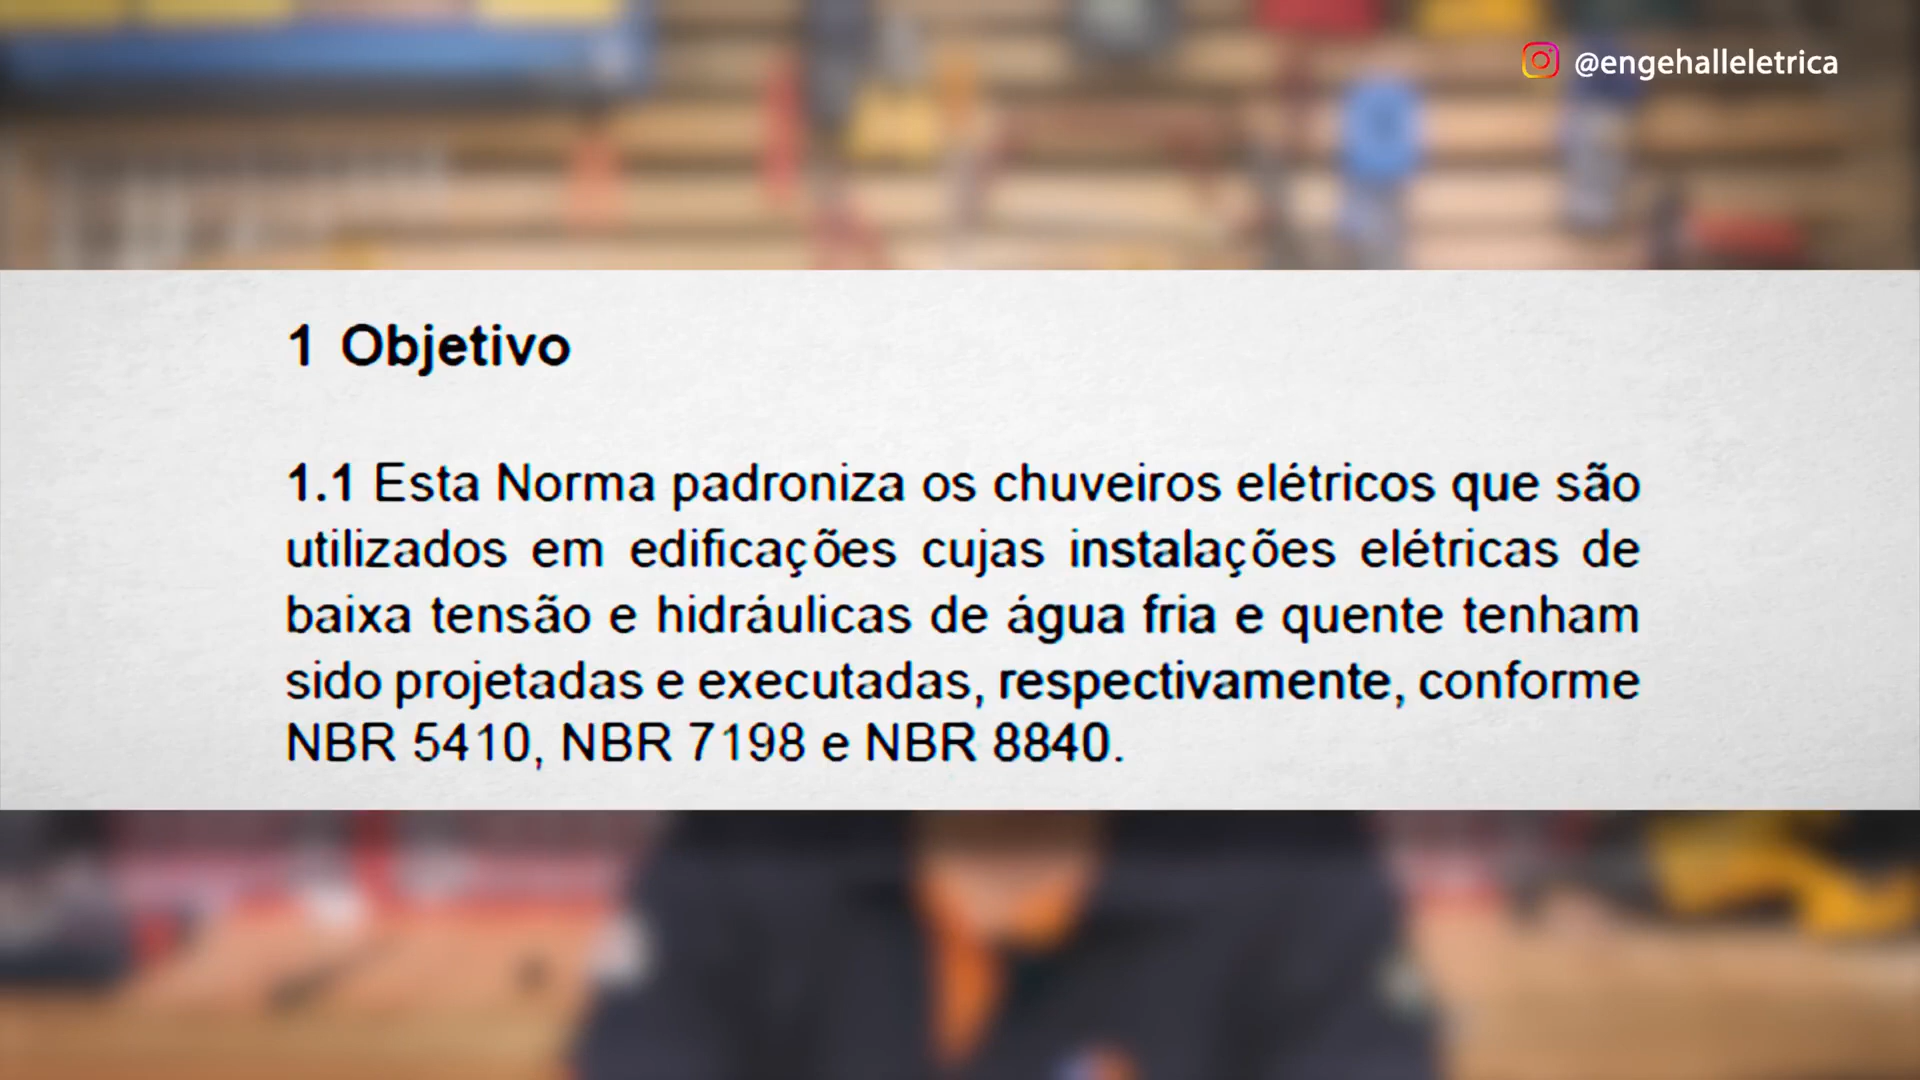 @engehalleletrica
1 Objetivo
1.1 Esta Norma padroniza os chuveiros elétricos que são
utilizados em edificações cujas instalações elétricas de
baixa tensão e hidráulicas de água fria e quente tenham
sido projetadas e executadas, respectivamente, conforme
NBR 5410, NBR 7198 e NBR 8840.